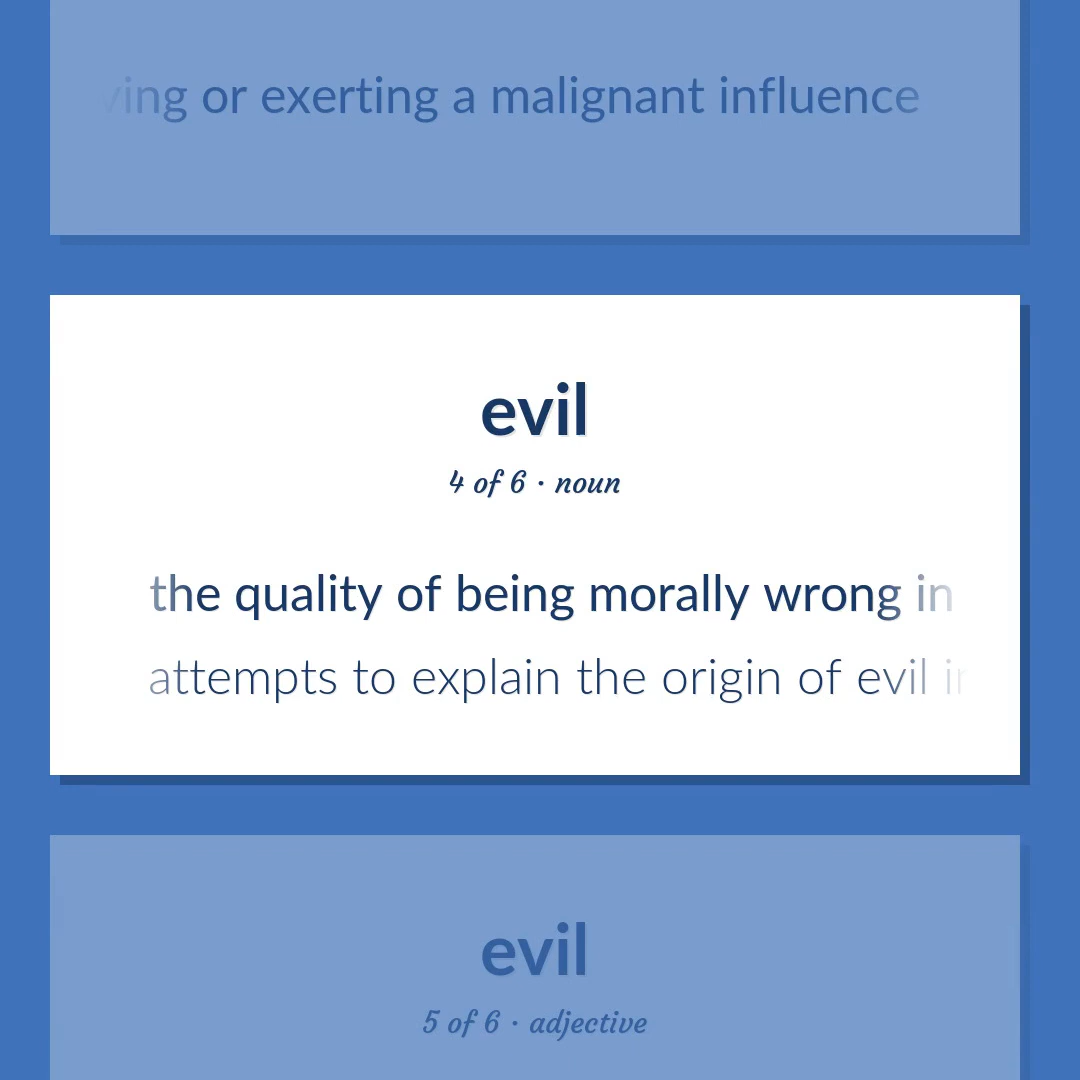 or exerting a malignant influence
evil
4 of 6 · noun
the quality of being morally wrong in
attempts to explain the origin of evil
evil
5 of 6 · adjective